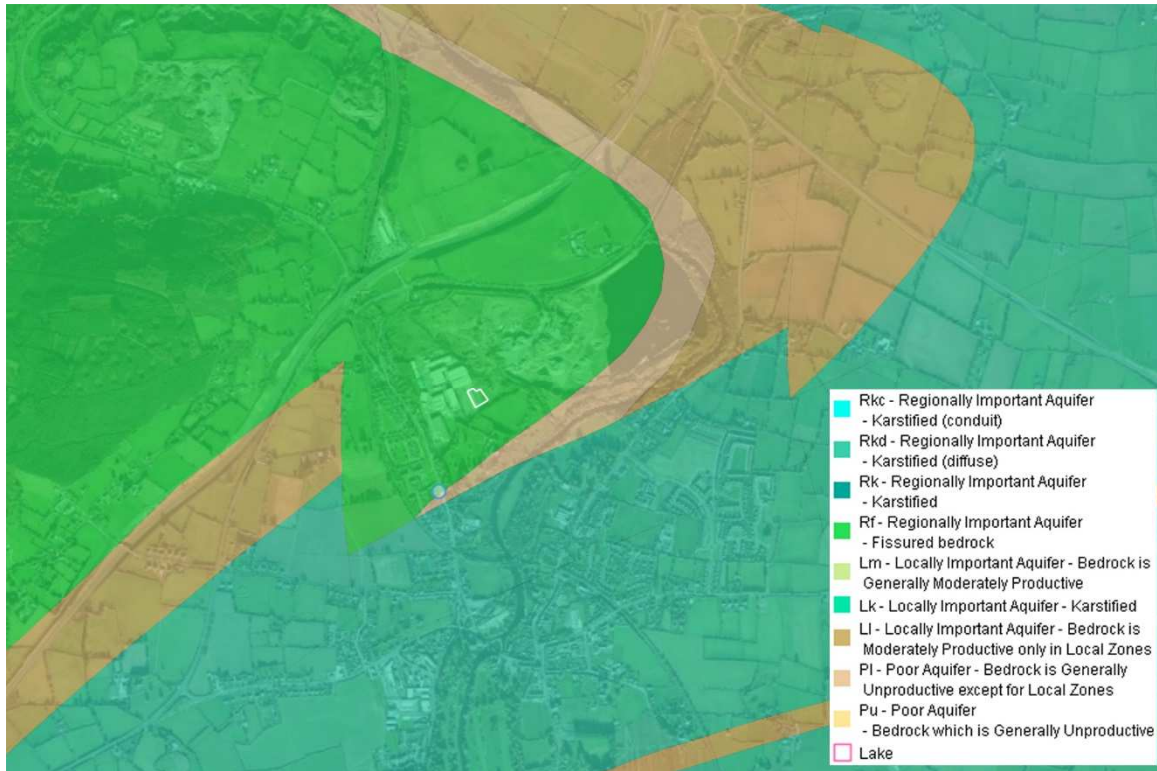 Rkc - Regionally Important Aquifer
- Karstified (conduit)
Rkd - Regionally Important Aquifer
- Karstified (diffuse)
Rk - Regionally Important Aquifer
- Karstified
Rf - Regionally Important Aquifer
- Fissured bedrock
Lm - Locally Important Aquifer - Bedrock is
Generally Moderately Productive
Lk - Locally Important Aquifer - Karstified
Ll - Locally Important Aquifer - Bedrock is
Moderately Productive only in Local Zones
Pl - Poor Aquifer - Bedrock is Generally
Unproductive except for Local Zones
Pu - Poor Aquifer
- Bedrock which is Generally Unproductive
Lake